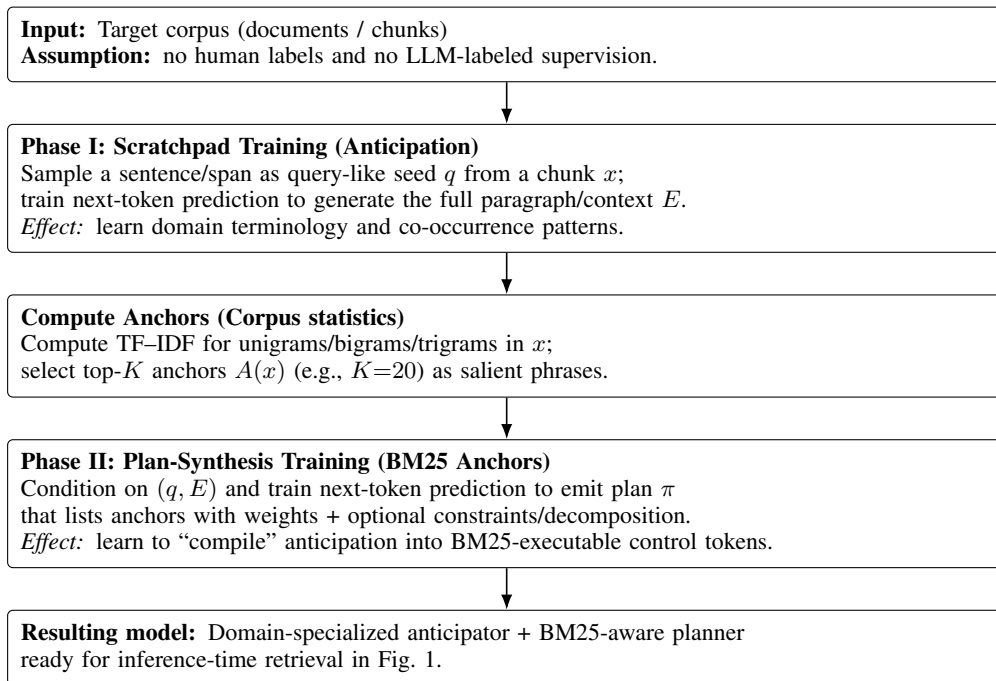 Input: Target corpus (documents / chunks)
Assumption: no human labels and no LLM-labeled supervision.
Phase I: Scratchpad Training (Anticipation)
Sample a sentence/span as query-like seed q from a chunk x;
train next-token prediction to generate the full paragraph/context E.
Effect: learn domain terminology and co-occurrence patterns.
Compute Anchors (Corpus statistics)
Compute TF–IDF for unigrams/bigrams/trigrams in x;
select top-K anchors A(x) (e.g., K=20) as salient phrases.
Phase II: Plan-Synthesis Training (BM25 Anchors)
Condition on (q, E) and train next-token prediction to emit plan π
that lists anchors with weights + optional constraints/decomposition.
Effect: learn to “compile” anticipation into BM25-executable control tokens.
Resulting model: Domain-specialized anticipator + BM25-aware planner
ready for inference-time retrieval in Fig. 1.